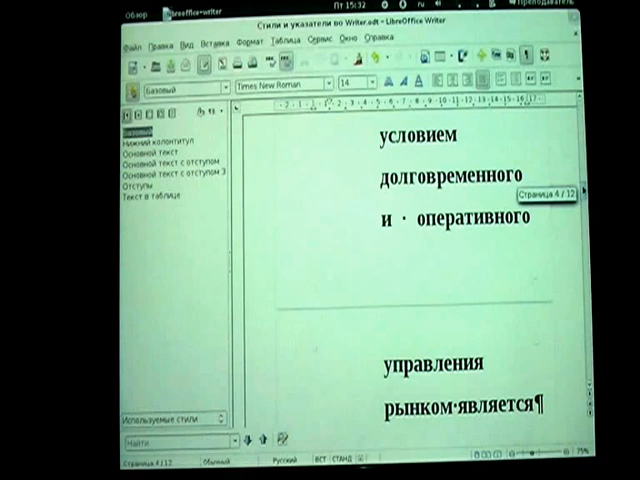 Обзор
libreoffice-writer
Пт 15:32
ru
Преподаватель
Стили и указатели во Writer.odt - LibreOffice Writer
Файл Правка Вид Вставка Формат Таблица Сервис Окно Справка
Базовый
Times New Roman
14
Базовый
Нижний колонтитул
Основной текст
Основной текст с отступом
Основной текст с отступом 3
Отступы
Текст в таблице
условием
долговременного
Страница 4 / 12
и · оперативного
управления
рынком·является¶
Используемые стили
Найти
Страница 4 / 12
Обычный
Русский
ВСТ
СТАНД
75%